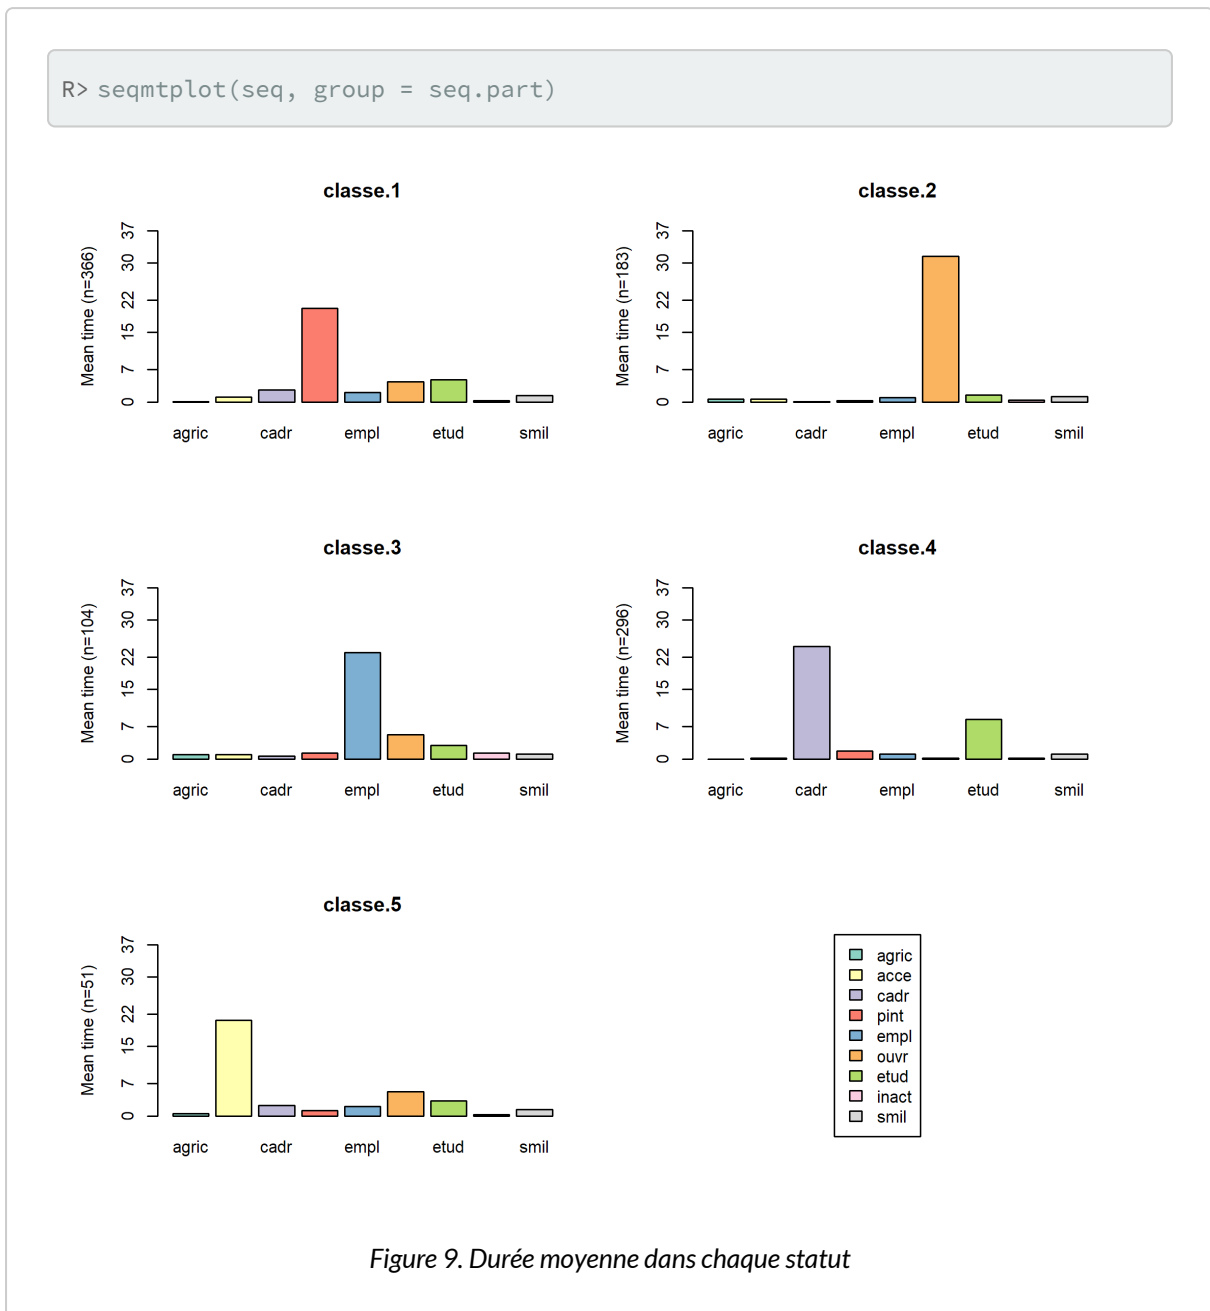 R> seqmtplot(seq, group = seq.part)
classe.1
Mean time (n=366)
37
30
22
15
7
0
agric cadr empl etud smil
classe.2
Mean time (n=183)
37
30
22
15
7
0
agric cadr empl etud smil
classe.3
Mean time (n=104)
37
30
22
15
7
0
agric cadr empl etud smil
classe.4
Mean time (n=296)
37
30
22
15
7
0
agric cadr empl etud smil
classe.5
Mean time (n=51)
37
30
22
15
7
0
agric cadr empl etud smil
agric
acce
cadr
pint
empl
ouvr
etud
inact
smil
Figure 9. Durée moyenne dans chaque statut